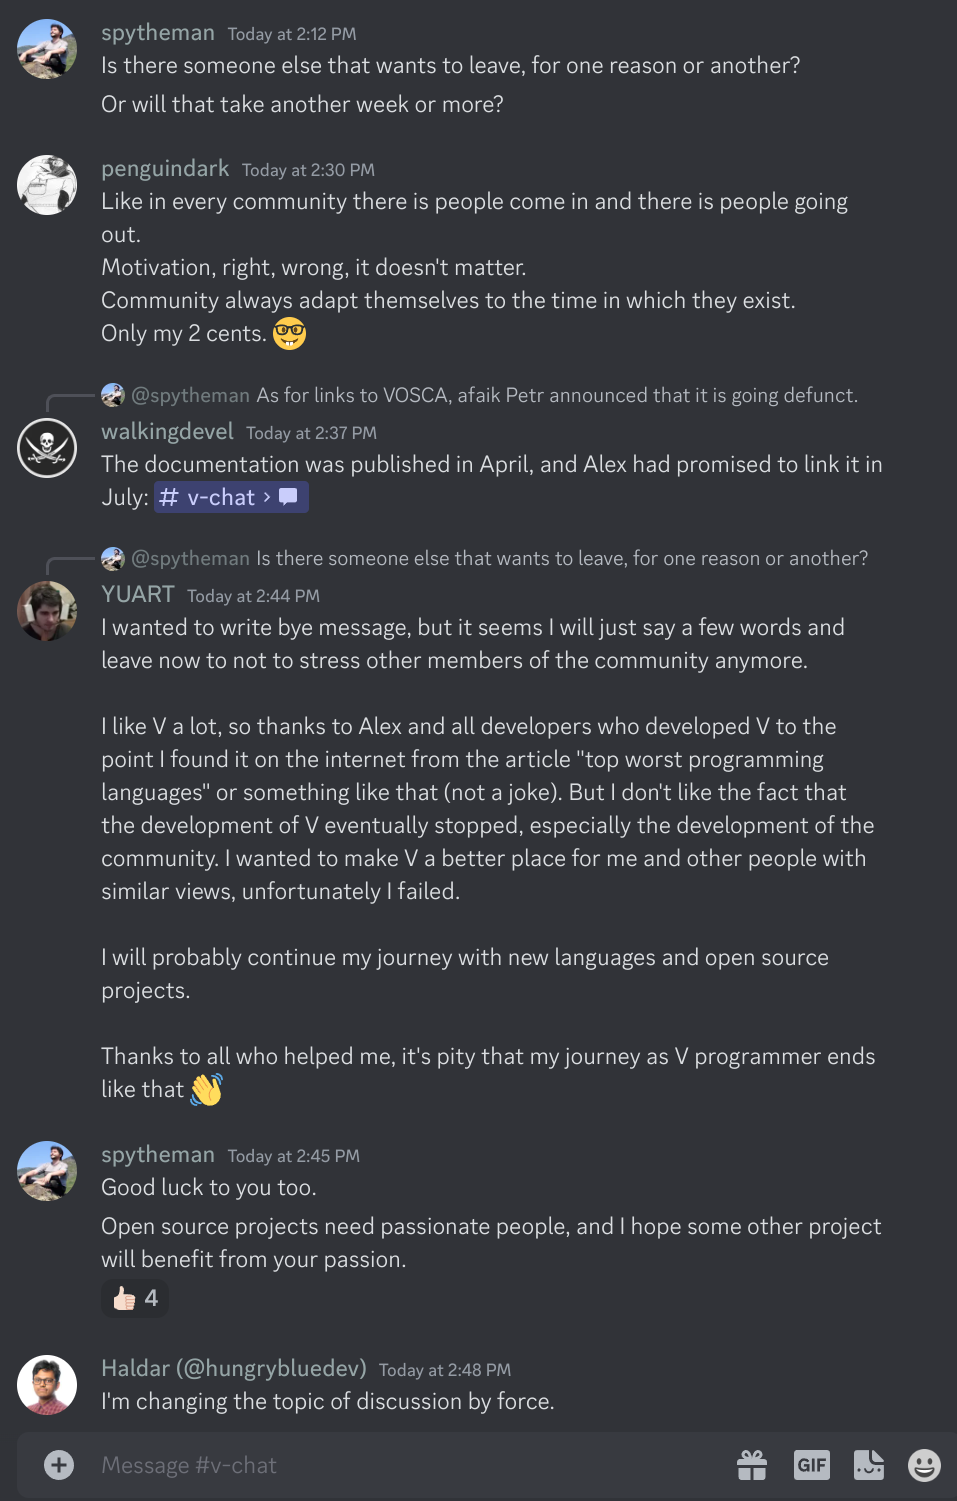 spytheman Today at 2:12 PM
Is there someone else that wants to leave, for one reason or another?
Or will that take another week or more?
penguindark Today at 2:30 PM
Like in every community there is people come in and there is people going
out.
Motivation, right, wrong, it doesn't matter.
Community always adapt themselves to the time in which they exist.
Only my 2 cents. 🤓
@spytheman As for links to VOSCA, afaik Petr announced that it is going defunct.
walkingdevel Today at 2:37 PM
The documentation was published in April, and Alex had promised to link it in
July: # v-chat ›
@spytheman Is there someone else that wants to leave, for one reason or another?
YUART Today at 2:44 PM
I wanted to write bye message, but it seems I will just say a few words and
leave now to not to stress other members of the community anymore.
I like V a lot, so thanks to Alex and all developers who developed V to the
point I found it on the internet from the article "top worst programming
languages" or something like that (not a joke). But I don't like the fact that
the development of V eventually stopped, especially the development of the
community. I wanted to make V a better place for me and other people with
similar views, unfortunately I failed.
I will probably continue my journey with new languages and open source
projects.
Thanks to all who helped me, it's pity that my journey as V programmer ends
like that 👋
spytheman Today at 2:45 PM
Good luck to you too.
Open source projects need passionate people, and I hope some other project
will benefit from your passion.
👍🏻 4
Haldar (@hungrybluedev) Today at 2:48 PM
I'm changing the topic of discussion by force.
Message #v-chat GIF